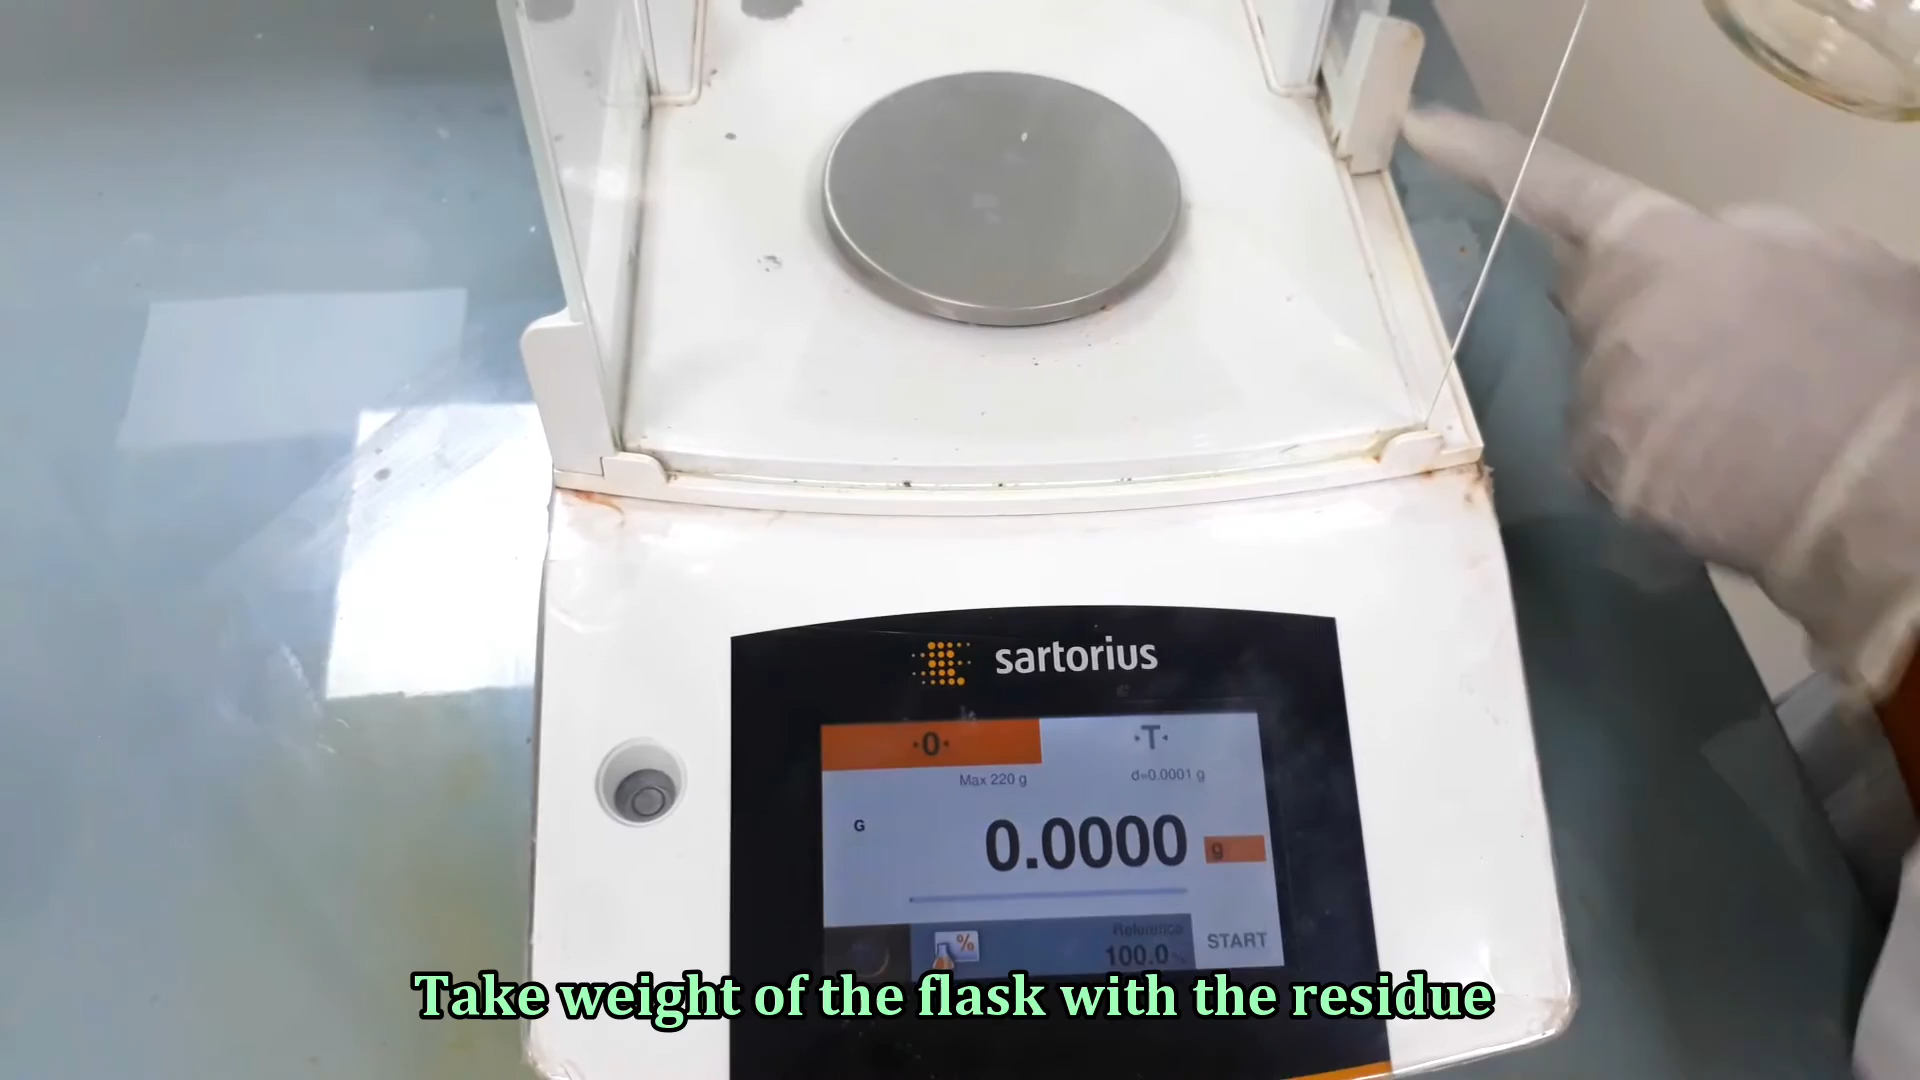 sartorius
·0·
·T·
Max 220 g
d=0.0001 g
G
0.0000
g
%
Reference
100.0
START
Take weight of the flask with the residue